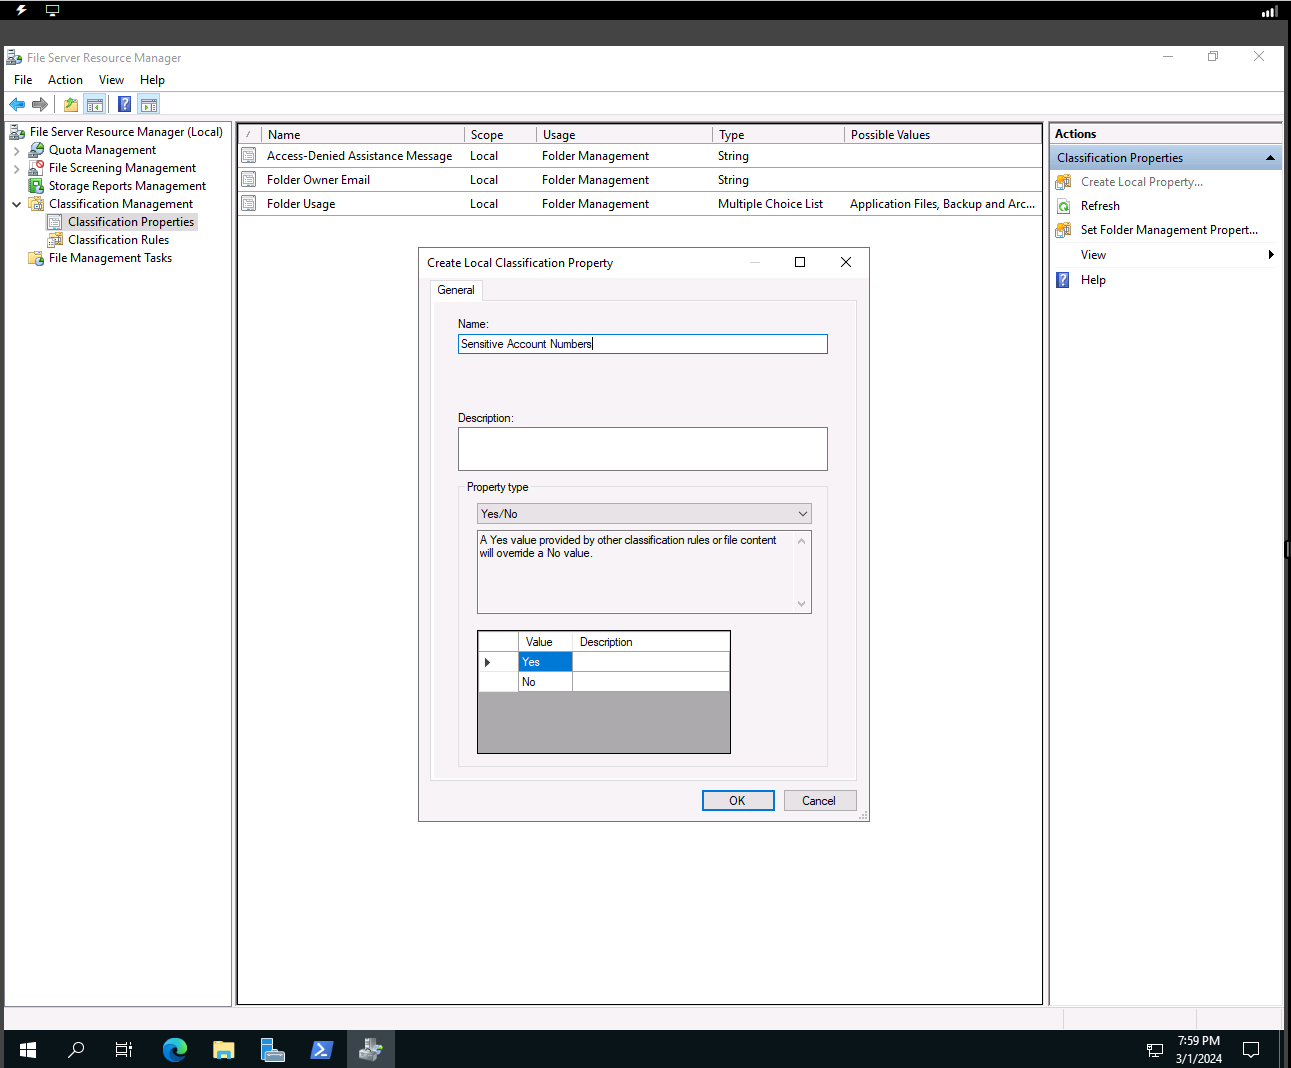 File Server Resource Manager
File Action View Help
File Server Resource Manager (Local)
Quota Management
File Screening Management
Storage Reports Management
Classification Management
Classification Properties
Classification Rules
File Management Tasks
Name Scope Usage Type Possible Values
Access-Denied Assistance Message Local Folder Management String
Folder Owner Email Local Folder Management String
Folder Usage Local Folder Management Multiple Choice List Application Files, Backup and Arc...
Create Local Classification Property
General
Name:
Sensitive Account Numbers
Description:
Property type
Yes/No
A Yes value provided by other classification rules or file content
will override a No value.
Value Description
Yes
No
OK Cancel
Actions
Classification Properties
Create Local Property...
Refresh
Set Folder Management Propert...
View
Help
7:59 PM
3/1/2024